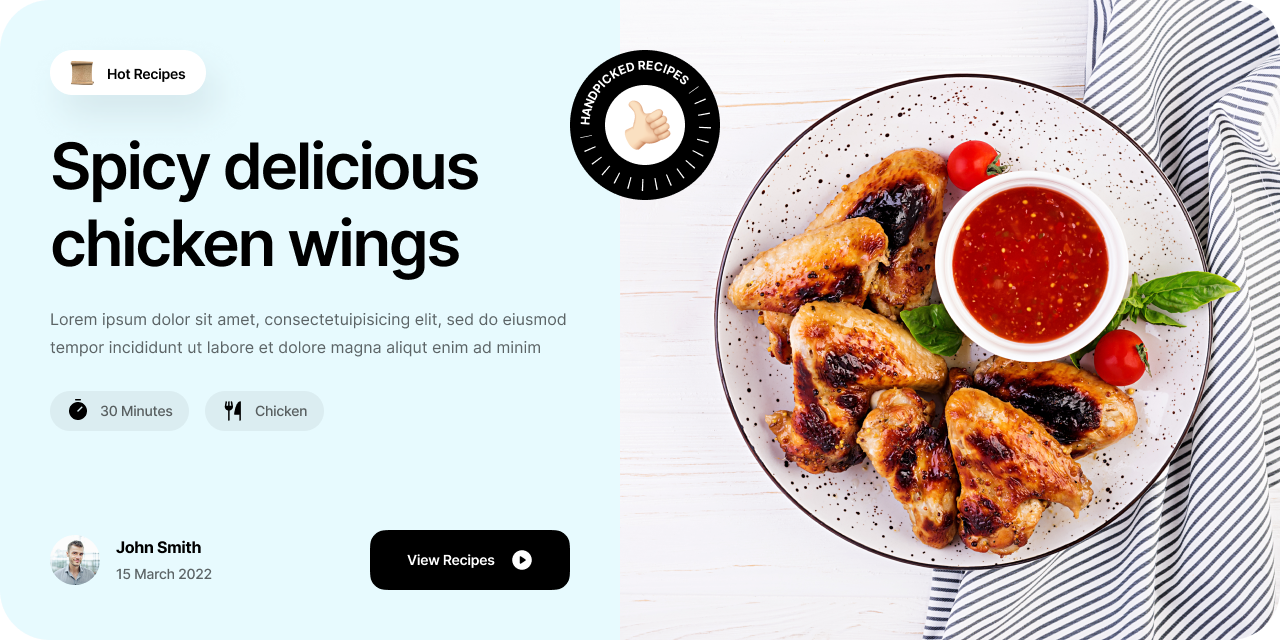 Hot Recipes
HANDPICKED RECIPES
Spicy delicious
chicken wings
Lorem ipsum dolor sit amet, consectetuipisicing elit, sed do eiusmod
tempor incididunt ut labore et dolore magna aliqut enim ad minim
30 Minutes
Chicken
John Smith
15 March 2022
View Recipes